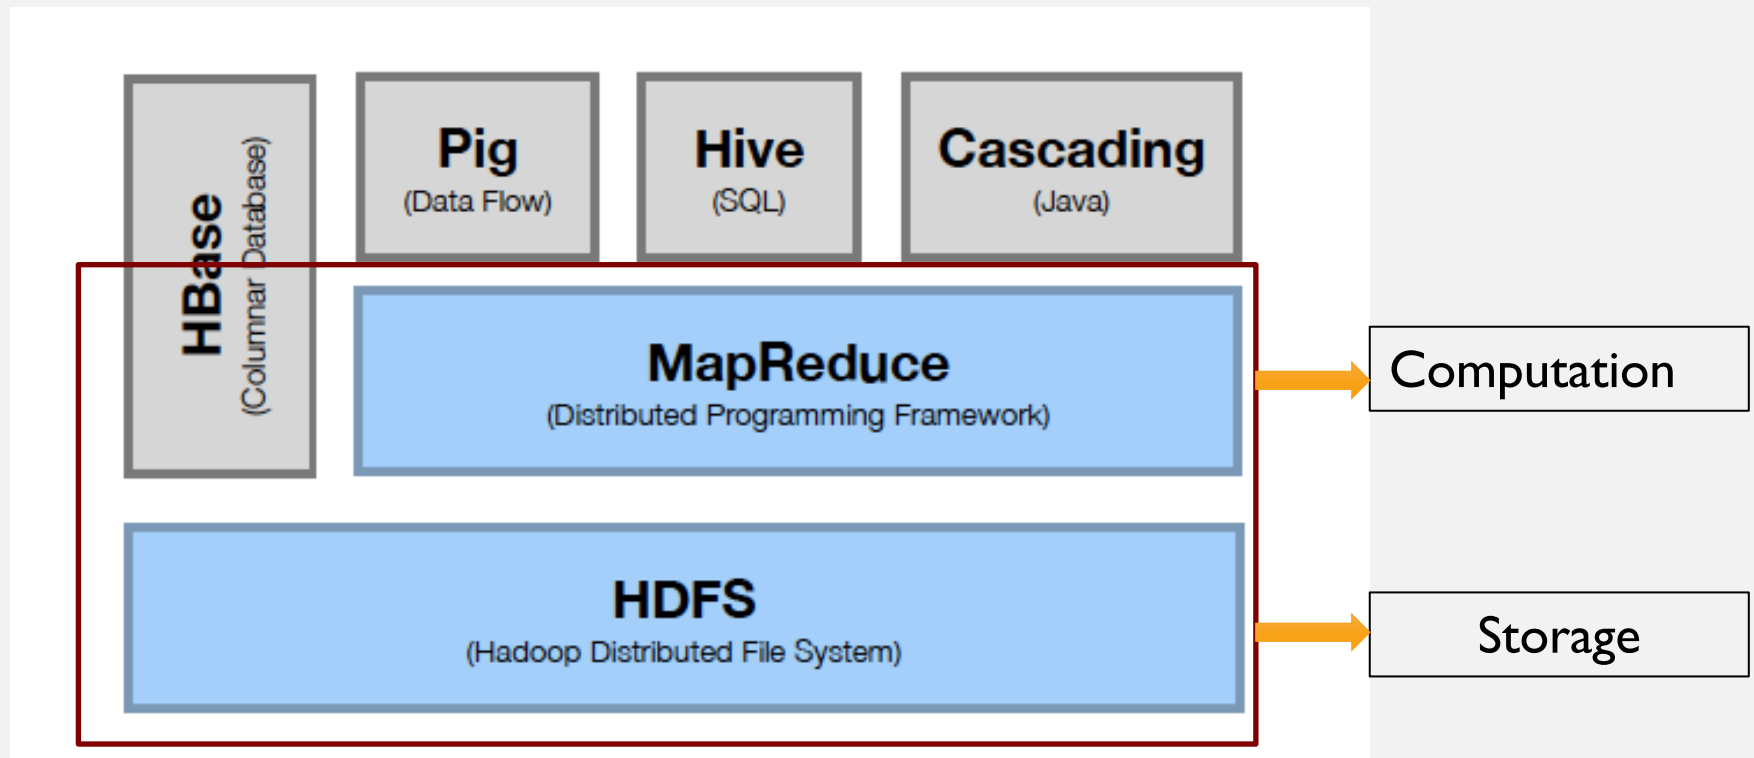 HBase
(Columnar Database)
Pig
(Data Flow)
Hive
(SQL)
Cascading
(Java)
MapReduce
(Distributed Programming Framework)
Computation
HDFS
(Hadoop Distributed File System)
Storage